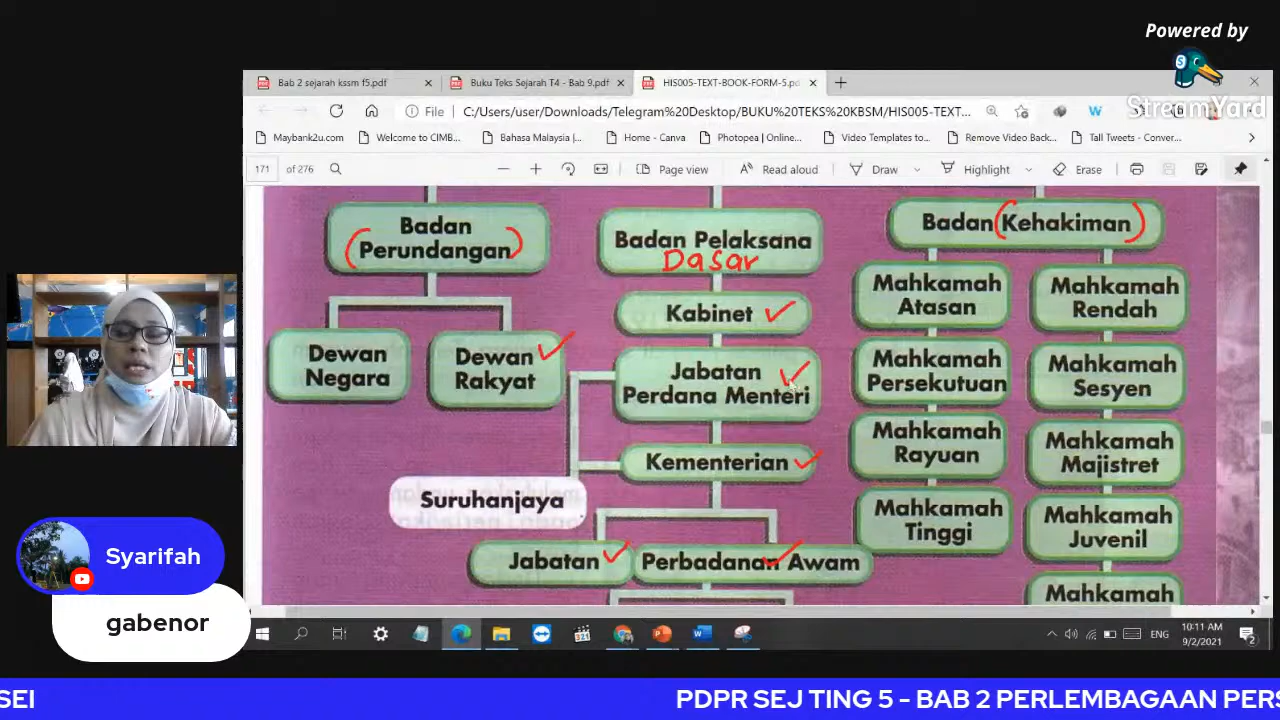 Powered by
StreamYard
Bab 2 sejarah kssm f5.pdf
Buku Teks Sejarah T4 - Bab 9.pdf
HIS005-TEXT-BOOK-FORM-5.pd
File
C:/Users/user/Downloads/Telegram%20Desktop/BUKU%20TEKS%20KBSM/HIS005-TEXT...
Maybank2u.com
Welcome to CIMB...
Bahasa Malaysia |...
Home - Canva
Photopea | Online...
Video Templates to...
Remove Video Back...
Tall Tweets - Conver...
171
of 276
Page view
Read aloud
Draw
Highlight
Erase
Badan
Perundangan
Badan Pelaksana
Dasar
Badan Kehakiman
Kabinet
Mahkamah
Atasan
Mahkamah
Rendah
Dewan
Negara
Dewan
Rakyat
Jabatan
Perdana Menteri
Mahkamah
Persekutuan
Mahkamah
Sesyen
Kementerian
Mahkamah
Rayuan
Mahkamah
Majistret
Suruhanjaya
Mahkamah
Tinggi
Mahkamah
Juvenil
Jabatan
Perbadanan Awam
Mahkamah
Syarifah
gabenor
ENG
10:11 AM
9/2/2021
2
SEI
PDPR SEJ TING 5 - BAB 2 PERLEMBAGAAN PERS